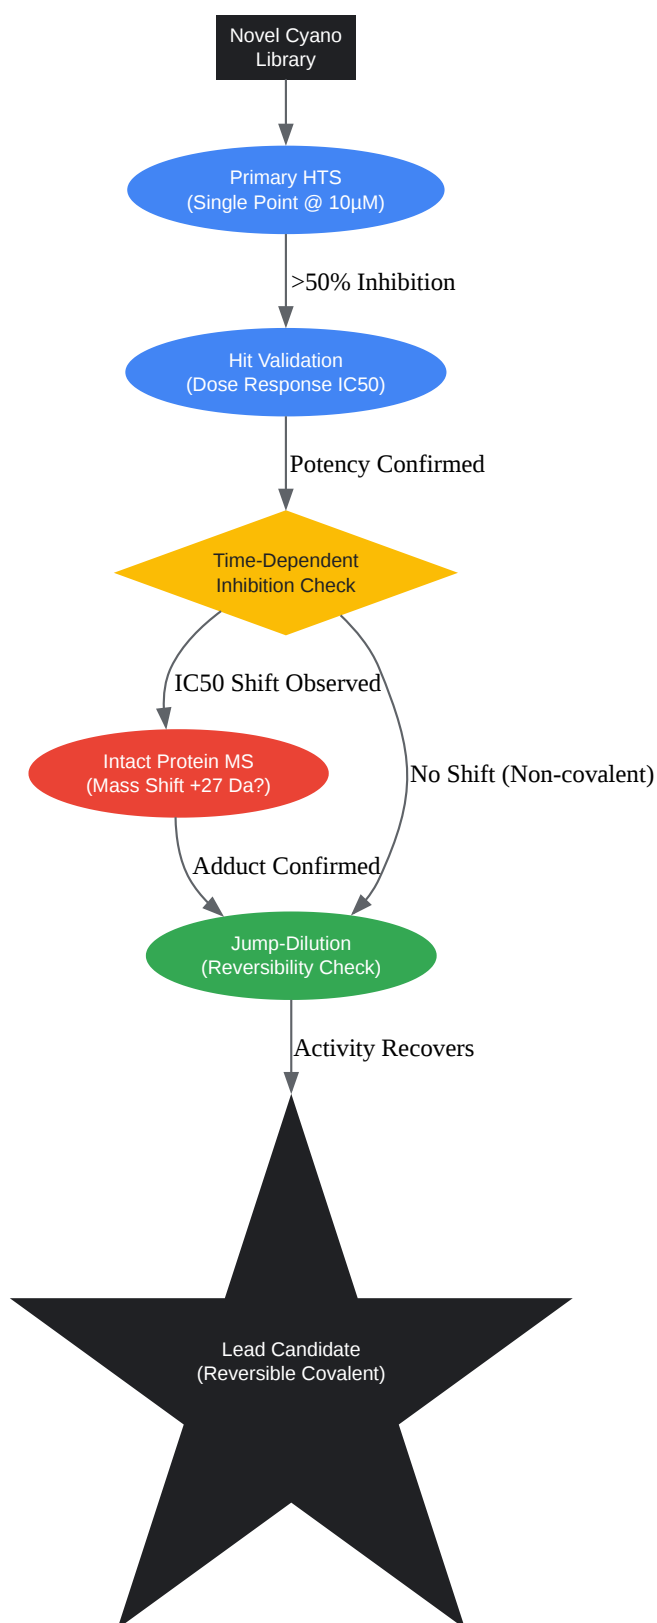 Novel Cyano
Library
Primary HTS
(Single Point @ 10µM)
>50% Inhibition
Hit Validation
(Dose Response IC50)
Potency Confirmed
Time-Dependent
Inhibition Check
IC50 Shift Observed
Intact Protein MS
(Mass Shift +27 Da?)
No Shift (Non-covalent)
Adduct Confirmed
Jump-Dilution
(Reversibility Check)
Activity Recovers
Lead Candidate
(Reversible Covalent)